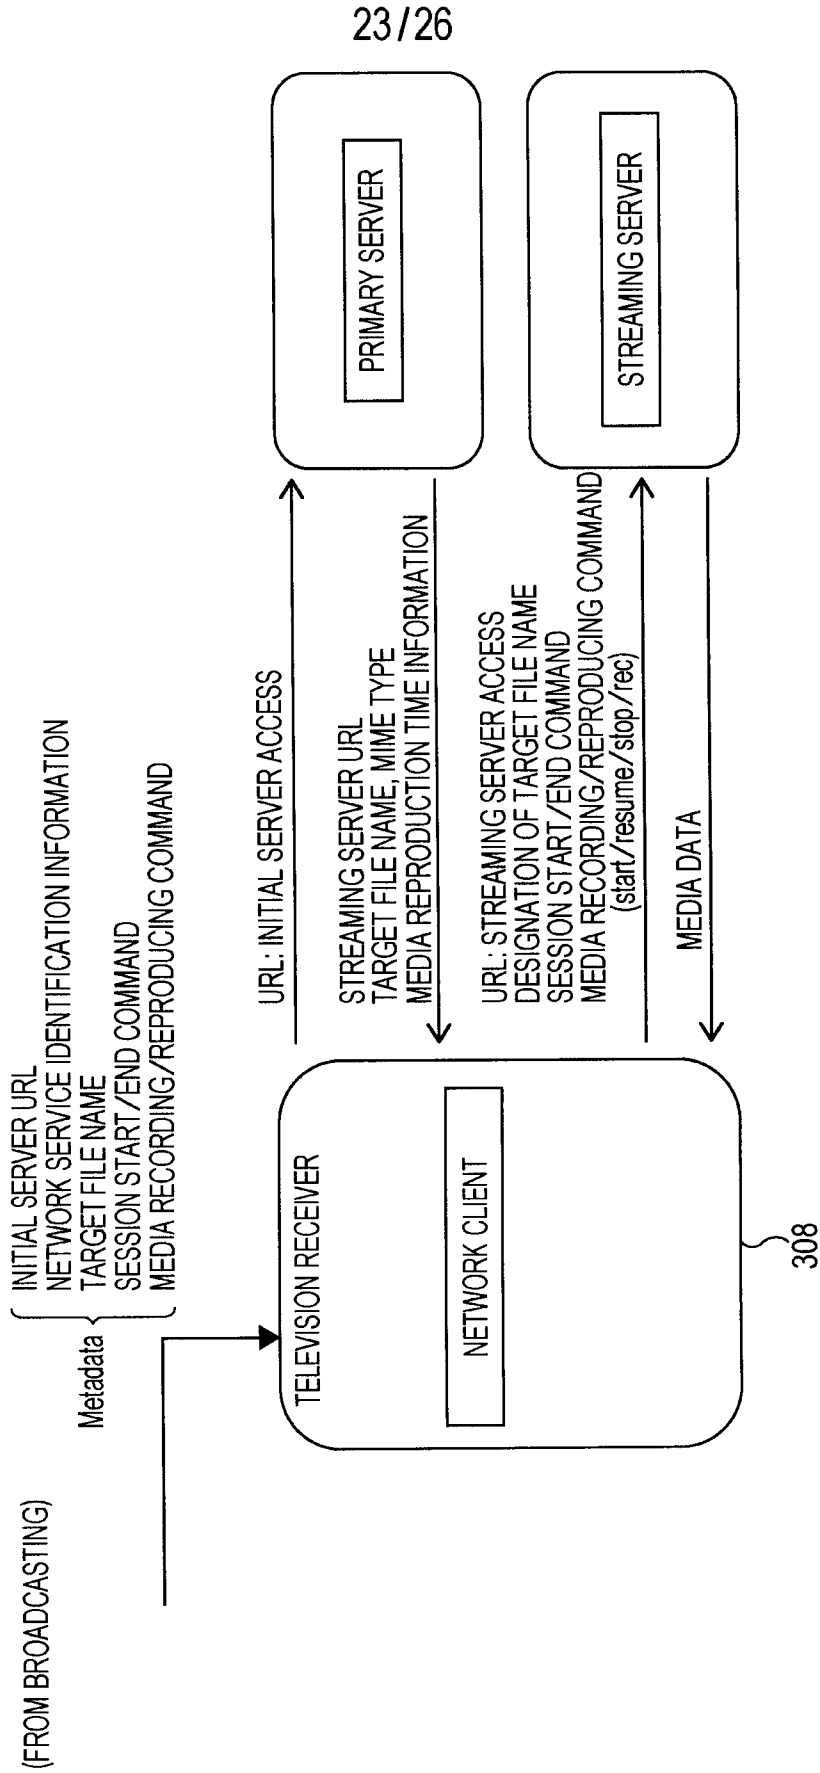 23/26
(FROM BROADCASTING)
Metadata
INITIAL SERVER URL
NETWORK SERVICE IDENTIFICATION INFORMATION
TARGET FILE NAME
SESSION START/END COMMAND
MEDIA RECORDING/REPRODUCING COMMAND
TELEVISION RECEIVER
NETWORK CLIENT
308
URL: INITIAL SERVER ACCESS
STREAMING SERVER URL
TARGET FILE NAME, MIME TYPE
MEDIA REPRODUCTION TIME INFORMATION
PRIMARY SERVER
URL: STREAMING SERVER ACCESS
DESIGNATION OF TARGET FILE NAME
SESSION START/END COMMAND
MEDIA RECORDING/REPRODUCING COMMAND
(start/resume/stop/rec)
MEDIA DATA
STREAMING SERVER